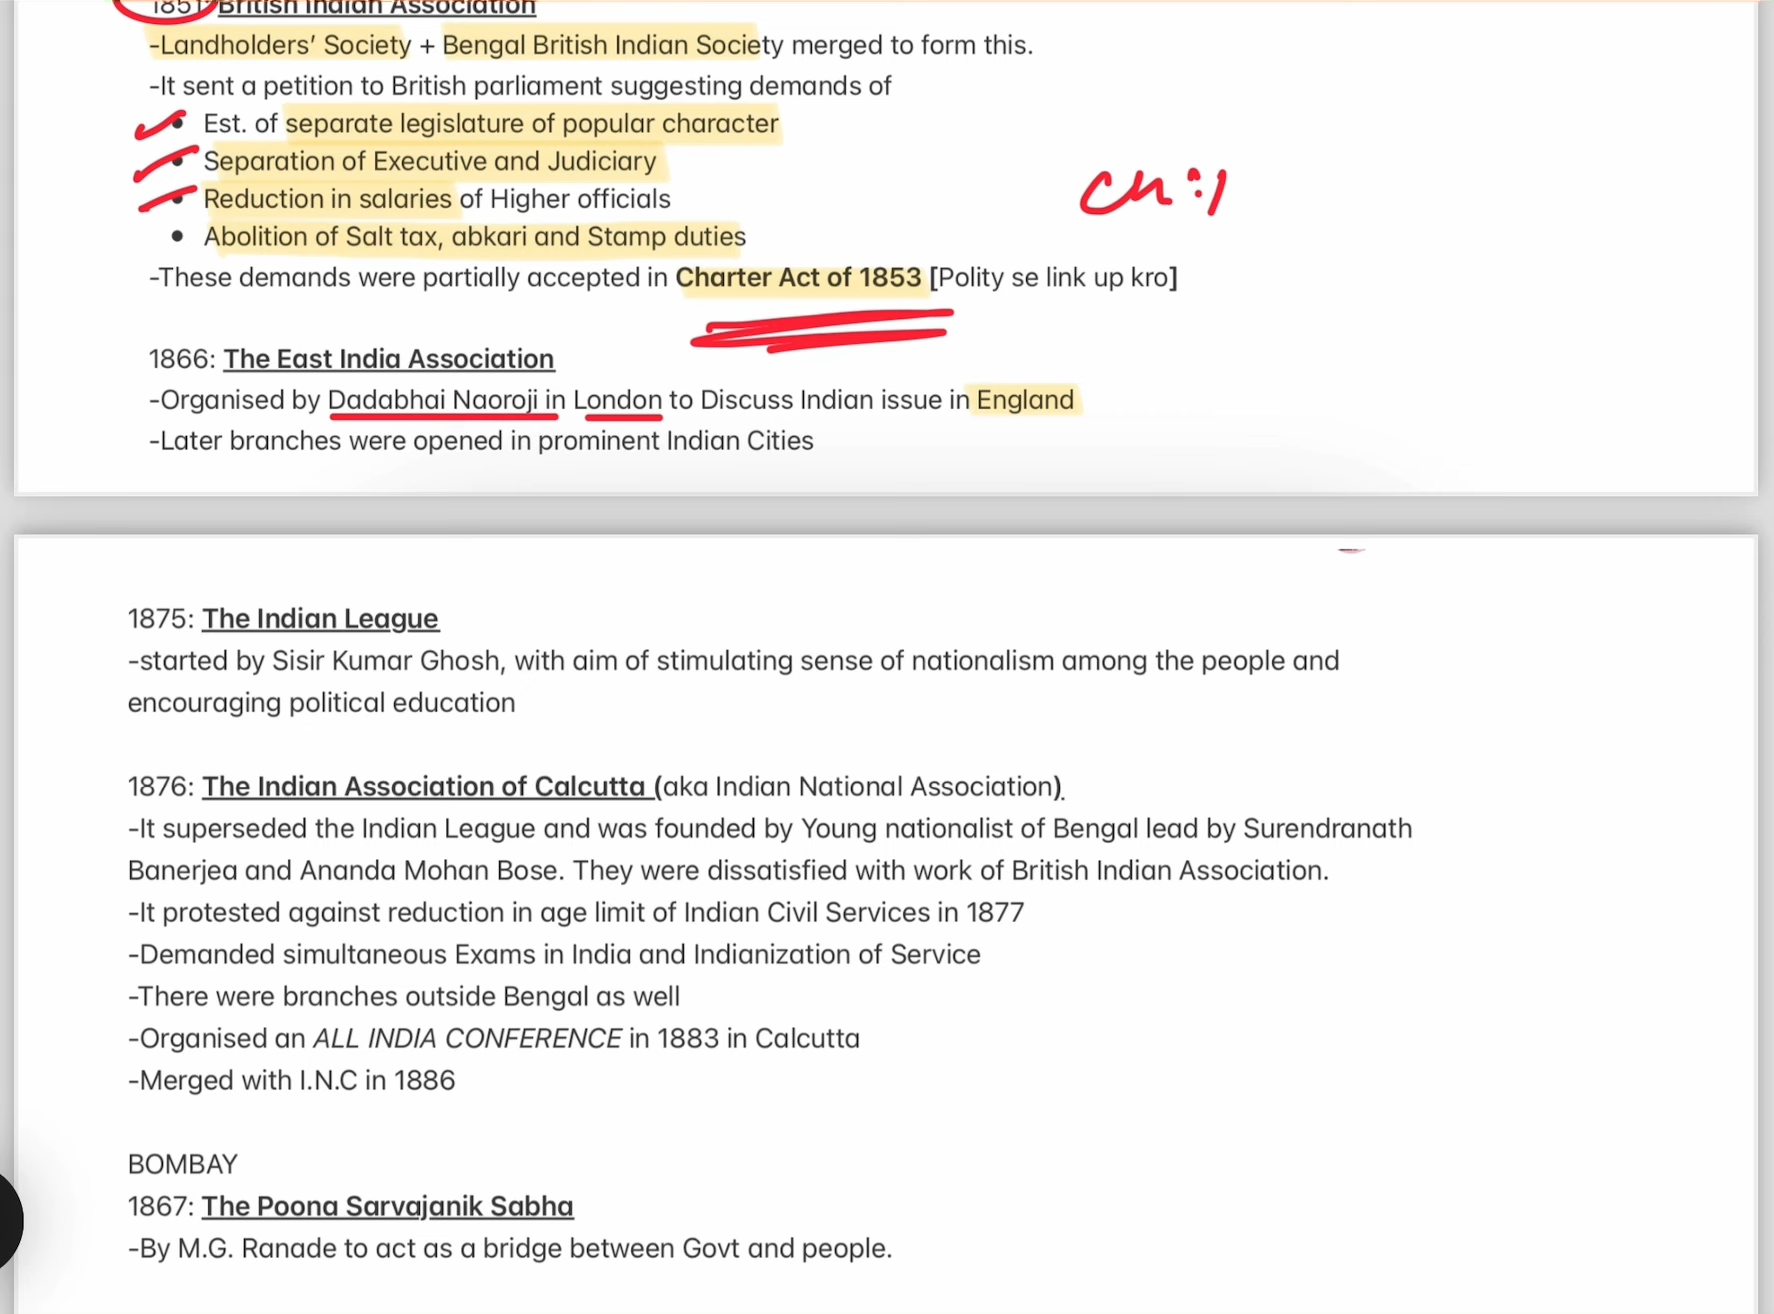 1851: British Indian Association
-Landholders' Society + Bengal British Indian Society merged to form this.
-It sent a petition to British parliament suggesting demands of
• Est. of separate legislature of popular character
• Separation of Executive and Judiciary
• Reduction in salaries of Higher officials
• Abolition of Salt tax, abkari and Stamp duties
-These demands were partially accepted in Charter Act of 1853 [Polity se link up kro]
1866: The East India Association
-Organised by Dadabhai Naoroji in London to Discuss Indian issue in England
-Later branches were opened in prominent Indian Cities
1875: The Indian League
-started by Sisir Kumar Ghosh, with aim of stimulating sense of nationalism among the people and
encouraging political education
1876: The Indian Association of Calcutta (aka Indian National Association).
-It superseded the Indian League and was founded by Young nationalist of Bengal lead by Surendranath
Banerjea and Ananda Mohan Bose. They were dissatisfied with work of British Indian Association.
-It protested against reduction in age limit of Indian Civil Services in 1877
-Demanded simultaneous Exams in India and Indianization of Service
-There were branches outside Bengal as well
-Organised an ALL INDIA CONFERENCE in 1883 in Calcutta
-Merged with I.N.C in 1886
BOMBAY
1867: The Poona Sarvajanik Sabha
-By M.G. Ranade to act as a bridge between Govt and people.